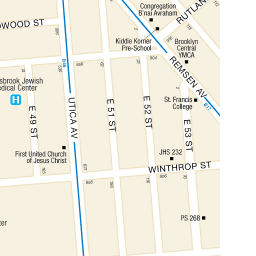 Congregation
B'nai Avraham
RUTLAN
DWOOD ST
Kiddie Korner
Pre-School
Brooklyn
Central
YMCA
REMSEN AV
sbrook Jewish
edical Center
H
UTICA AV
E 49 ST
E 51 ST
E 52 ST
E 53 ST
St. Francis
College
First United Church
of Jesus Christ
JHS 232
WINTHROP ST
PS 268
ter